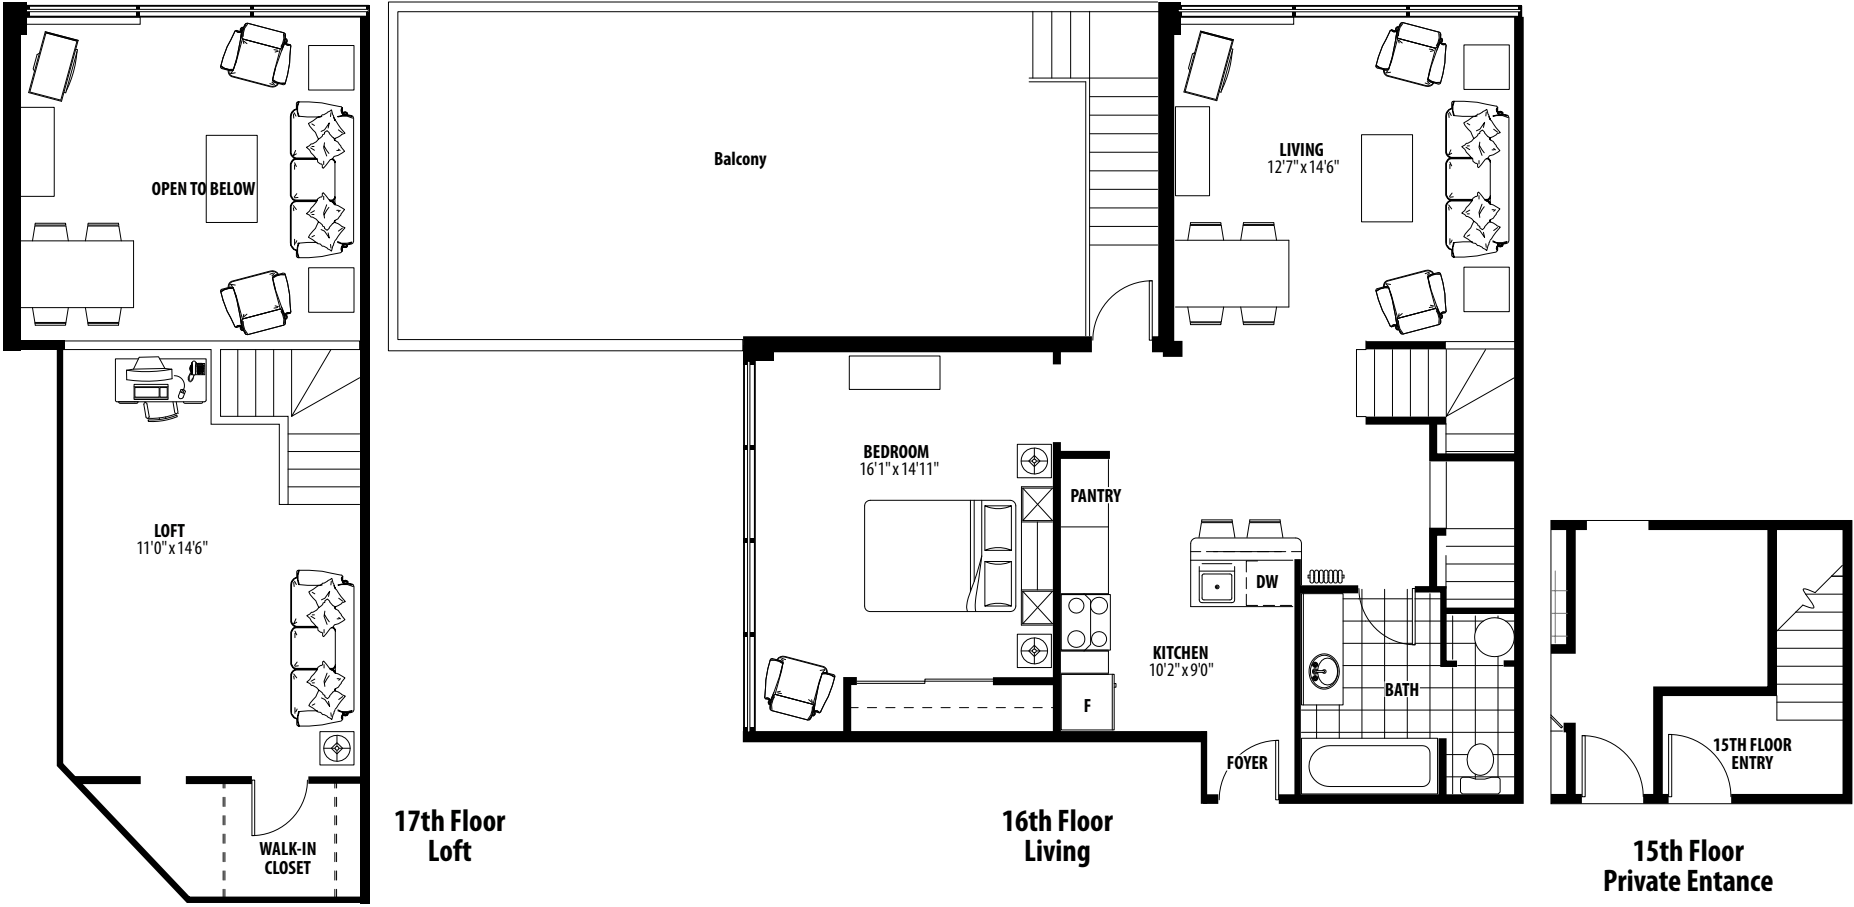 OPEN TO BELOW
LOFT
11'0" x 14'6"
WALK-IN
CLOSET
17th Floor
Loft
Balcony
LIVING
12'7" x 14'6"
BEDROOM
16'1" x 14'11"
PANTRY
DW
KITCHEN
10'2" x 9'0"
F
BATH
FOYER
16th Floor
Living
15TH FLOOR
ENTRY
15th Floor
Private Entance